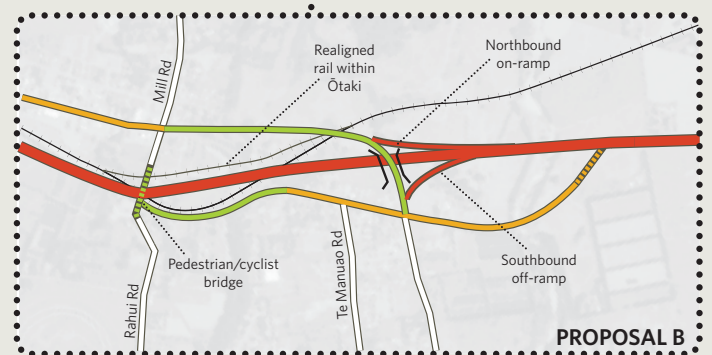 Mill Rd
Realigned
rail within
Ōtaki
Northbound
on-ramp
Pedestrian/cyclist
bridge
Rahui Rd
Te Manuao Rd
Southbound
off-ramp
PROPOSAL B